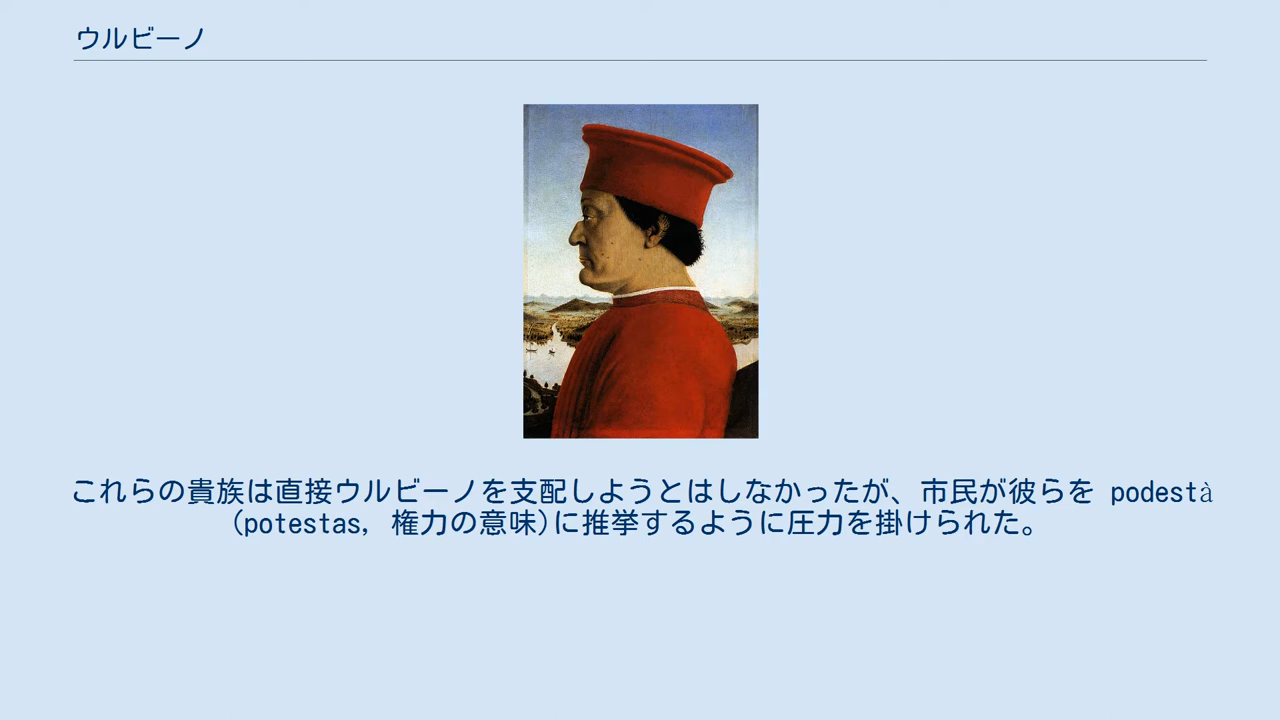 ウルビーノ
これらの貴族は直接ウルビーノを支配しようとはしなかったが、市民が彼らを podestà
(potestas, 権力の意味)に推挙するように圧力を掛けられた。